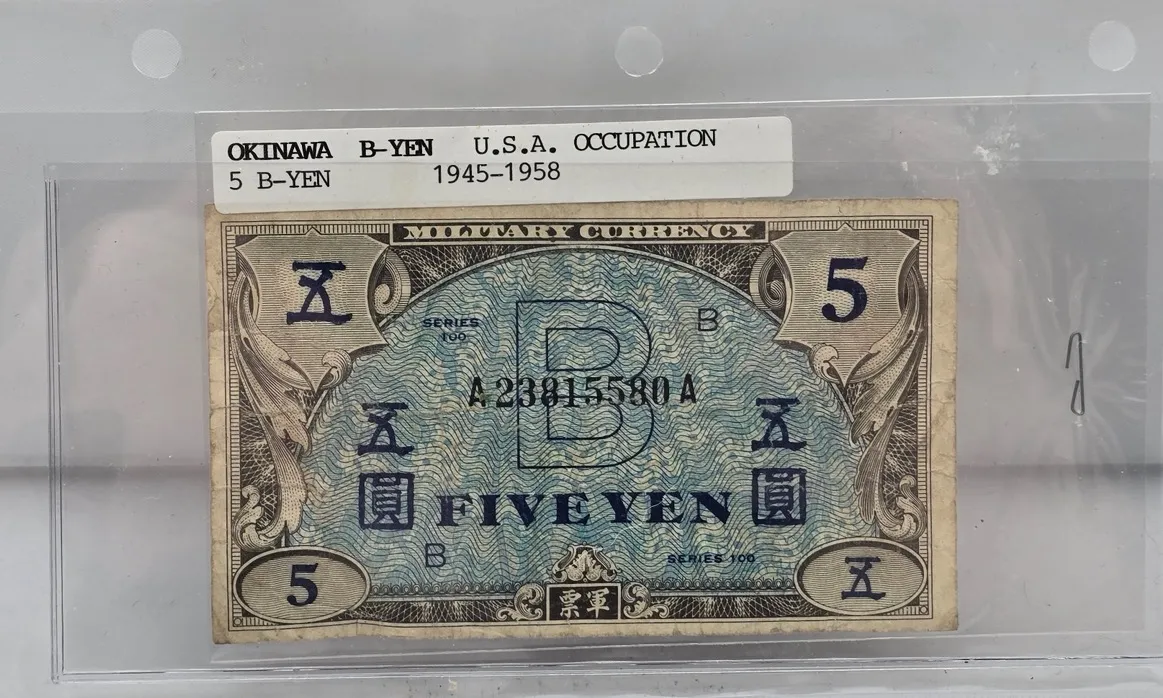 OKINAWA B-YEN U.S.A. OCCUPATION
5 B-YEN 1945-1958
MILITARY CURRENCY
五 5
SERIES
100
B
B
A23815580A
五 五
圓 FIVE YEN 圓
B
SERIES 100
5 票軍 五